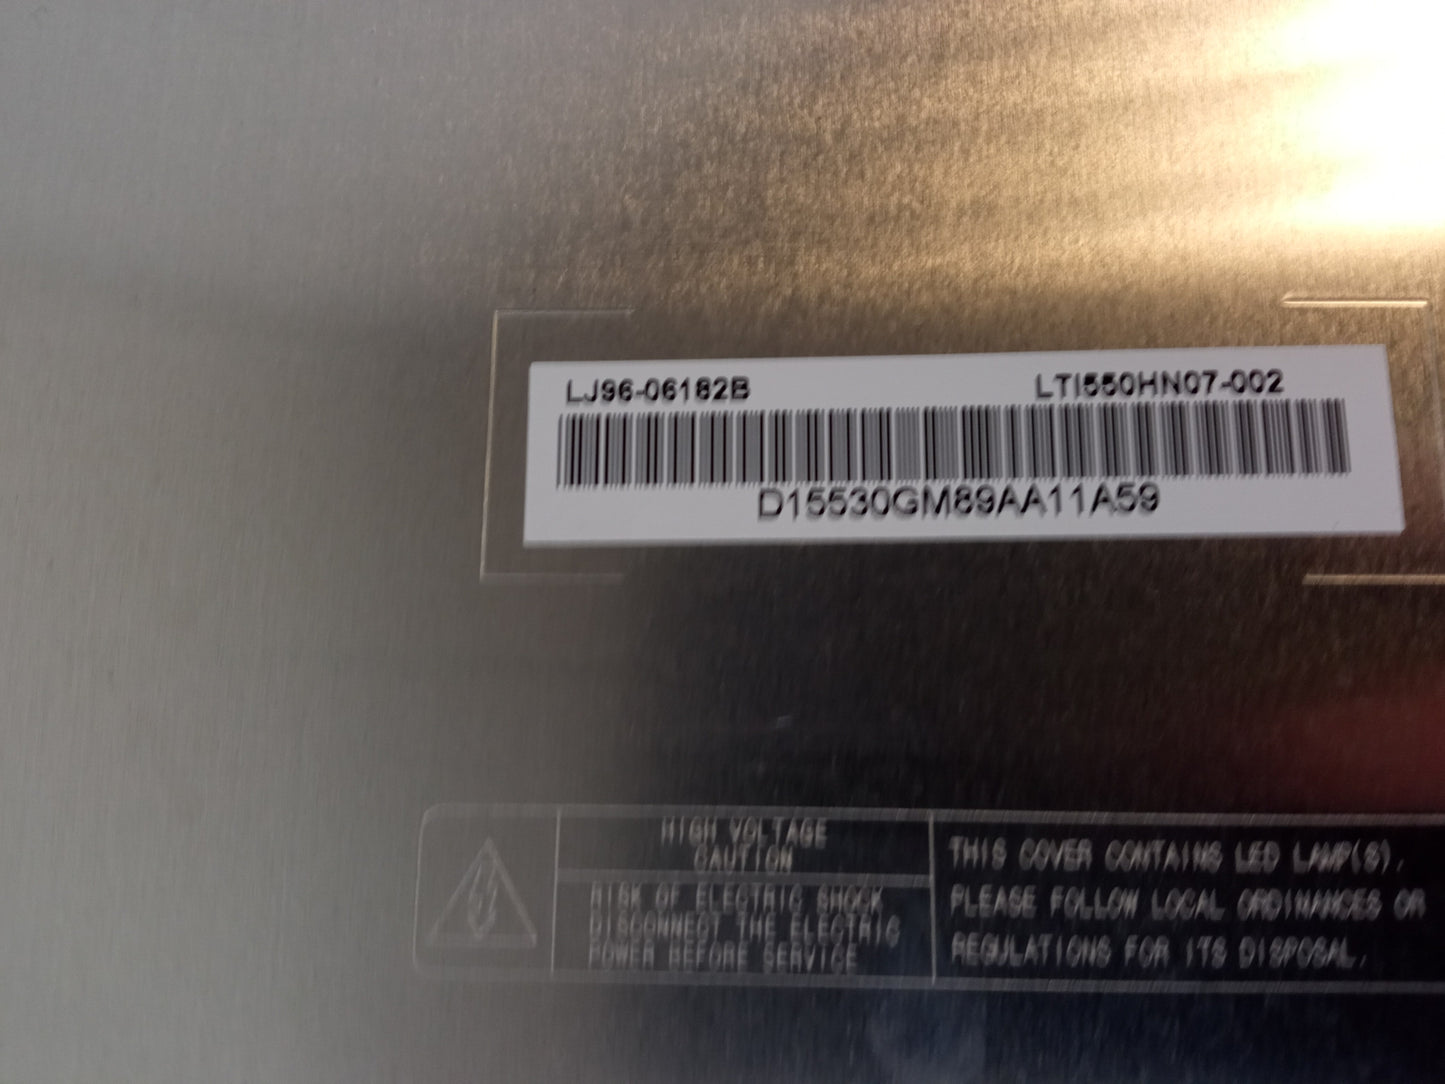 LJ96-06182B LTI550HN07-002
D15530GM89AA11A59
HIGH VOLTAGE
CAUTION
RISK OF ELECTRIC SHOCK
DISCONNECT THE ELECTRIC
POWER BEFORE SERVICE
THIS COVER CONTAINS LED LAMP(S),
PLEASE FOLLOW LOCAL ORDINANCES OR
REGULATIONS FOR ITS DISPOSAL.